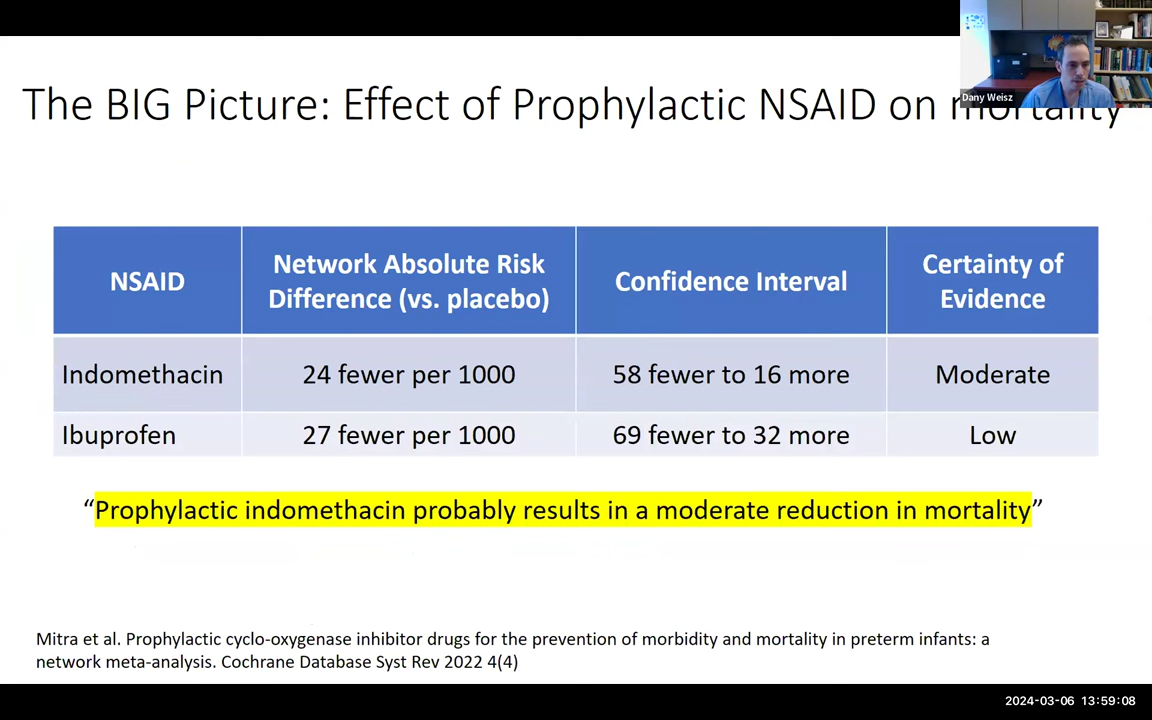 The BIG Picture: Effect of Prophylactic NSAID on mortality
Dany Weisz
NSAID
Network Absolute Risk
Difference (vs. placebo)
Confidence Interval
Certainty of
Evidence
Indomethacin
24 fewer per 1000
58 fewer to 16 more
Moderate
Ibuprofen
27 fewer per 1000
69 fewer to 32 more
Low
“Prophylactic indomethacin probably results in a moderate reduction in mortality”
Mitra et al. Prophylactic cyclo-oxygenase inhibitor drugs for the prevention of morbidity and mortality in preterm infants: a
network meta-analysis. Cochrane Database Syst Rev 2022 4(4)
2024-03-06 13:59:08